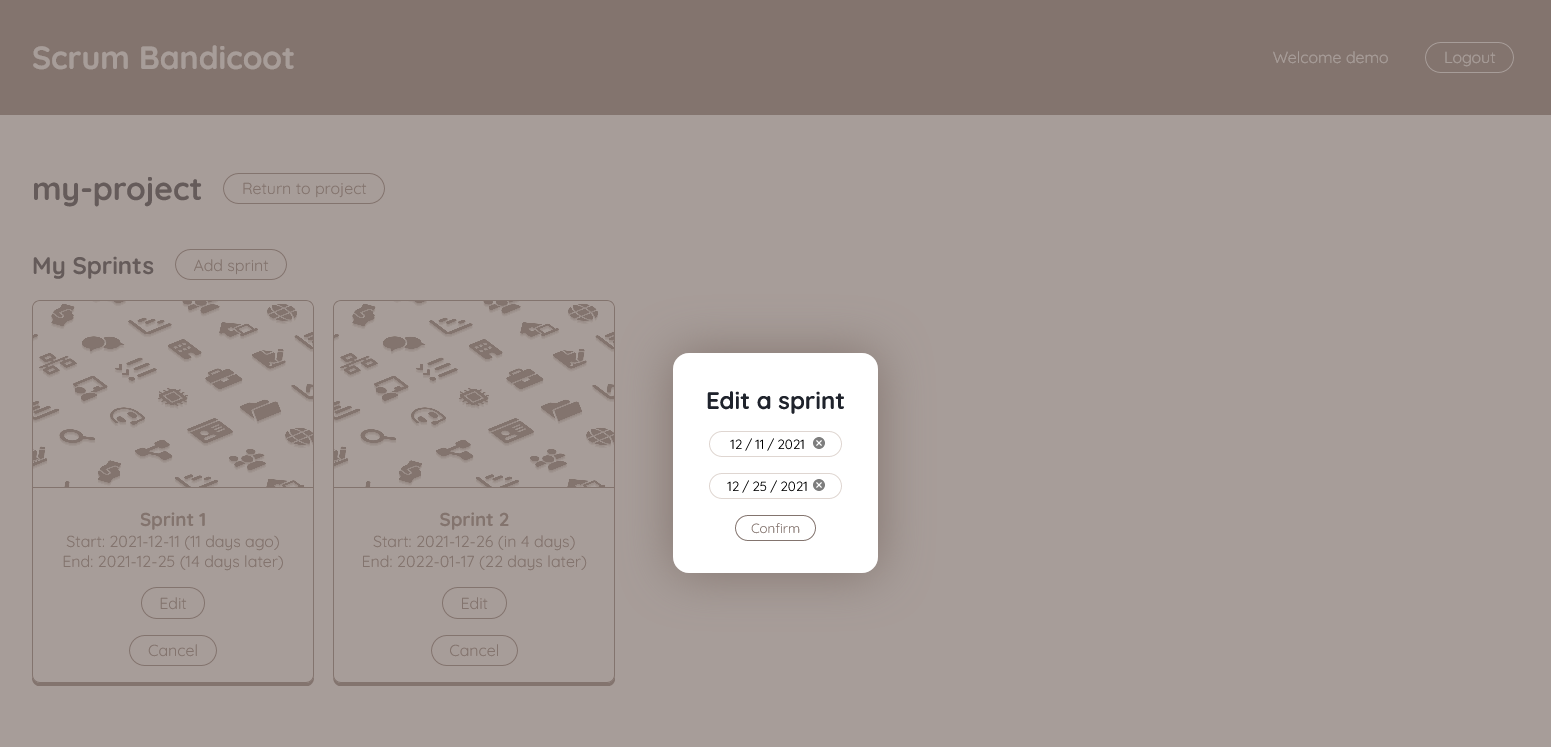 Scrum Bandicoot
Welcome demo
Logout
my-project
Return to project
My Sprints
Add sprint
Sprint 1
Start: 2021-12-11 (11 days ago)
End: 2021-12-25 (14 days later)
Edit
Cancel
Sprint 2
Start: 2021-12-26 (in 4 days)
End: 2022-01-17 (22 days later)
Edit
Cancel
Edit a sprint
12 / 11 / 2021
12 / 25 / 2021
Confirm